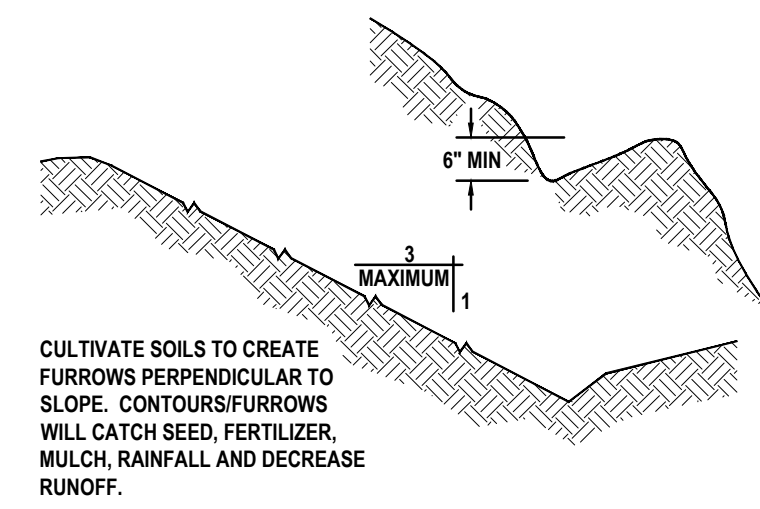 6" MIN
3
MAXIMUM
1
CULTIVATE SOILS TO CREATE
FURROWS PERPENDICULAR TO
SLOPE. CONTOURS/FURROWS
WILL CATCH SEED, FERTILIZER,
MULCH, RAINFALL AND DECREASE
RUNOFF.